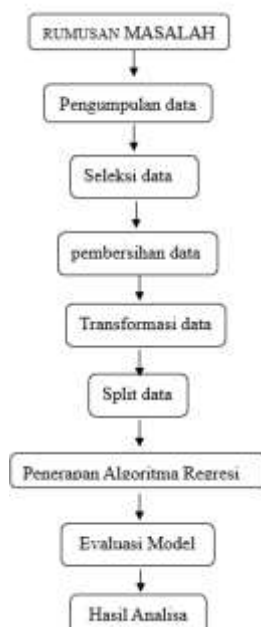 RUMUSAN MASALAH
Pengumpulan data
Seleksi data
pembersihan data
Transformasi data
Split data
Penerapan Algoritma Regresi
Evaluasi Model
Hasil Analisa